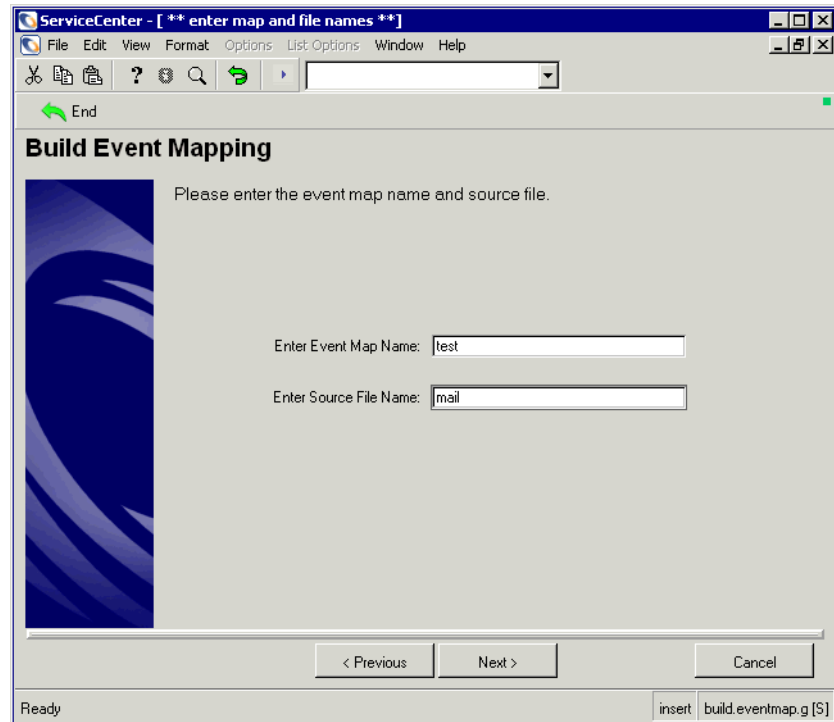 ServiceCenter - [ ** enter map and file names **]
File Edit View Format Options List Options Window Help
End
Build Event Mapping
Please enter the event map name and source file.
Enter Event Map Name: test
Enter Source File Name: mail
< Previous Next > Cancel
Ready insert build.eventmap.g [S]